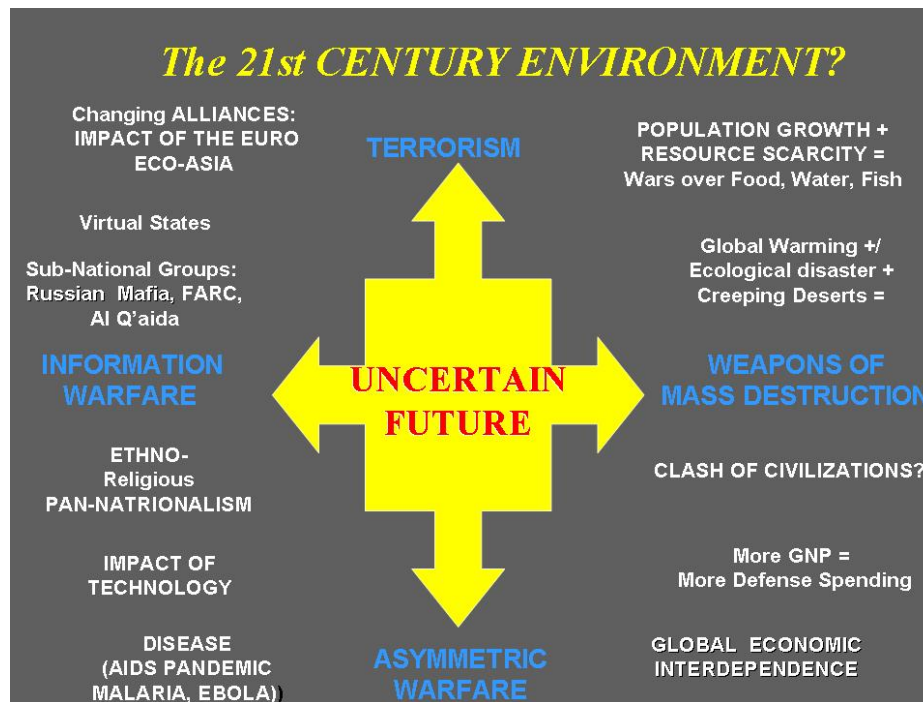 The 21st CENTURY ENVIRONMENT?
Changing ALLIANCES:
IMPACT OF THE EURO
ECO-ASIA
Virtual States
Sub-National Groups:
Russian Mafia, FARC,
Al Q'aida
INFORMATION
WARFARE
ETHNO-
Religious
PAN-NATRIONALISM
IMPACT OF
TECHNOLOGY
DISEASE
(AIDS PANDEMIC
MALARIA, EBOLA))
TERRORISM
UNCERTAIN
FUTURE
ASYMMETRIC
WARFARE
POPULATION GROWTH +
RESOURCE SCARCITY =
Wars over Food, Water, Fish
Global Warming +/
Ecological disaster +
Creeping Deserts =
WEAPONS OF
MASS DESTRUCTION
CLASH OF CIVILIZATIONS?
More GNP =
More Defense Spending
GLOBAL ECONOMIC
INTERDEPENDENCE